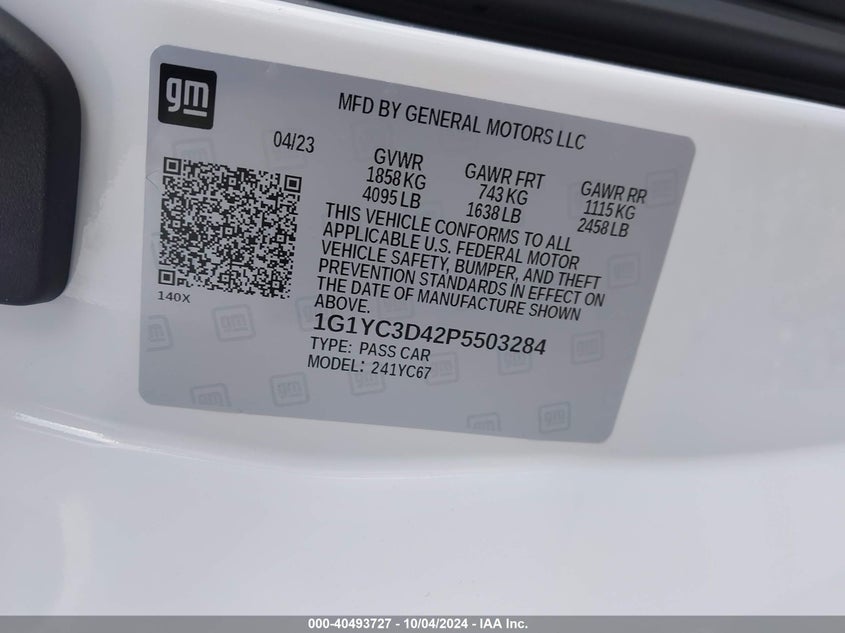 gm
MFD BY GENERAL MOTORS LLC
04/23
GVWR
1858 KG
4095 LB
GAWR FRT
743 KG
1638 LB
GAWR RR
1115 KG
2458 LB
THIS VEHICLE CONFORMS TO ALL
APPLICABLE U.S. FEDERAL MOTOR
VEHICLE SAFETY, BUMPER, AND THEFT
PREVENTION STANDARDS IN EFFECT ON
THE DATE OF MANUFACTURE SHOWN
ABOVE.
140X
1G1YC3D42P5503284
TYPE: PASS CAR
MODEL: 241YC67
000-40493727 - 10/04/2024 - IAA Inc.